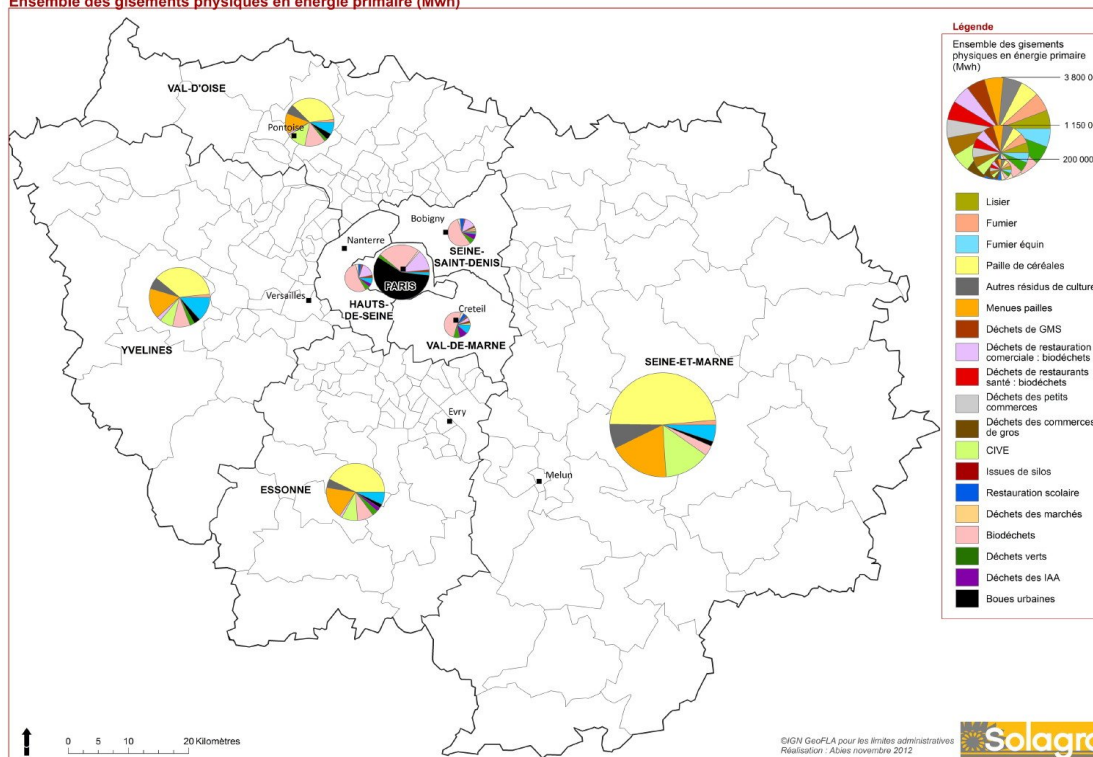 Ensemble des gisements physiques en énergie primaire (Mwh)
VAL-D'OISE
Pontoise
Bobigny
Nanterre
SEINE-
SAINT-DENIS
PARIS
Versailles
HAUTS-
DE-SEINE
Creteil
VAL-DE-MARNE
YVELINES
SEINE-ET-MARNE
Evry
ESSONNE
Melun
0 5 10 20 Kilomètres
©IGN GeoFLA pour les limites administratives
Réalisation : Abies novembre 2012
Solagro
Légende
Ensemble des gisements
physiques en énergie primaire
(Mwh)
3 800 0
1 150 0
200 000
Lisier
Fumier
Fumier équin
Paille de céréales
Autres résidus de culture
Menues pailles
Déchets de GMS
Déchets de restauration
comerciale : biodéchets
Déchets de restaurants
santé : biodéchets
Déchets des petits
commerces
Déchets des commerces
de gros
CIVE
Issues de silos
Restauration scolaire
Déchets des marchés
Biodéchets
Déchets verts
Déchets des IAA
Boues urbaines